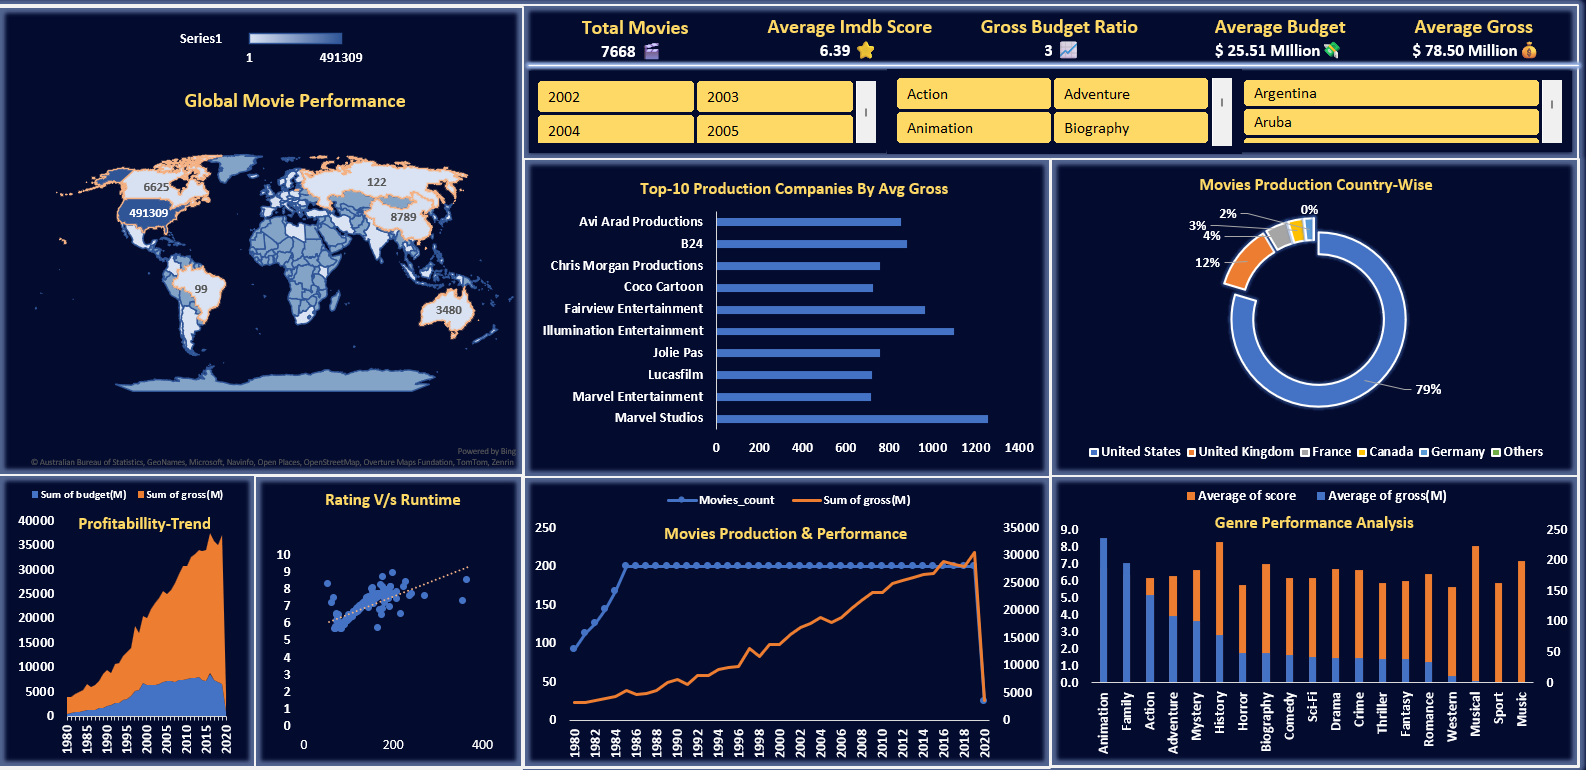 Series1
1 491309
Global Movie Performance
6625
122
491309
8789
99
3480
Powered by Bing
© Australian Bureau of Statistics, GeoNames, Microsoft, Navinfo, Open Places, OpenStreetMap, Overture Maps Fundation, TomTom, Zenrin
Total Movies
7668
Average Imdb Score
6.39
Gross Budget Ratio
3
Average Budget
$ 25.51 MIllion
Average Gross
$ 78.50 Million
2002 2003
2004 2005
Action Adventure
Animation Biography
Argentina
Aruba
Top-10 Production Companies By Avg Gross
Avi Arad Productions
B24
Chris Morgan Productions
Coco Cartoon
Fairview Entertainment
Illumination Entertainment
Jolie Pas
Lucasfilm
Marvel Entertainment
Marvel Studios
0 200 400 600 800 1000 1200 1400
Movies Production Country-Wise
0%
2%
3%
4%
12%
79%
United States United Kingdom France Canada Germany Others
Sum of budget(M) Sum of gross(M)
Profitabillity-Trend
40000
35000
30000
25000
20000
15000
10000
5000
0
1980 1985 1990 1995 2000 2005 2010 2015 2020
Rating V/s Runtime
10
9
8
7
6
5
4
3
2
1
0
0 200 400
Movies_count Sum of gross(M)
Movies Production & Performance
250
200
150
100
50
0
35000
30000
25000
20000
15000
10000
5000
0
1980 1982 1984 1986 1988 1990 1992 1994 1996 1998 2000 2002 2004 2006 2008 2010 2012 2014 2016 2018 2020
Average of score Average of gross(M)
Genre Performance Analysis
9.0
8.0
7.0
6.0
5.0
4.0
3.0
2.0
1.0
0.0
250
200
150
100
50
0
Animation Family Action Adventure Mystery History Horror Biography Comedy Sci-Fi Drama Crime Thriller Fantasy Romance Western Musical Sport Music